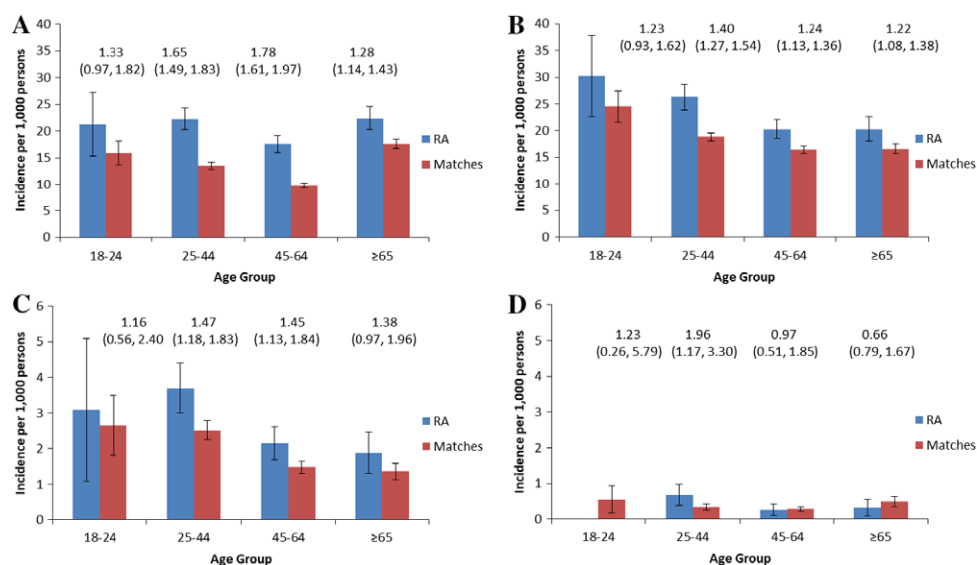 A
Incidence per 1,000 persons
40
35
30
25
20
15
10
5
0
1.33 1.65 1.78 1.28
(0.97, 1.82) (1.49, 1.83) (1.61, 1.97) (1.14, 1.43)
RA
Matches
18-24 25-44 45-64 ≥65
Age Group
B
Incidence per 1,000 persons
40
35
30
25
20
15
10
5
0
1.23 1.40 1.24 1.22
(0.93, 1.62) (1.27, 1.54) (1.13, 1.36) (1.08, 1.38)
RA
Matches
18-24 25-44 45-64 ≥65
Age Group
C
Incidence per 1,000 persons
6
5
4
3
2
1
0
1.16 1.47 1.45 1.38
(0.56, 2.40 (1.18, 1.83) (1.13, 1.84) (0.97, 1.96)
RA
Matches
18-24 25-44 45-64 ≥65
Age Group
D
Incidence per 1,000 persons
6
5
4
3
2
1
0
1.23 1.96 0.97 0.66
(0.26, 5.79) (1.17, 3.30) (0.51, 1.85) (0.79, 1.67)
RA
Matches
18-24 25-44 45-64 ≥65
Age Group